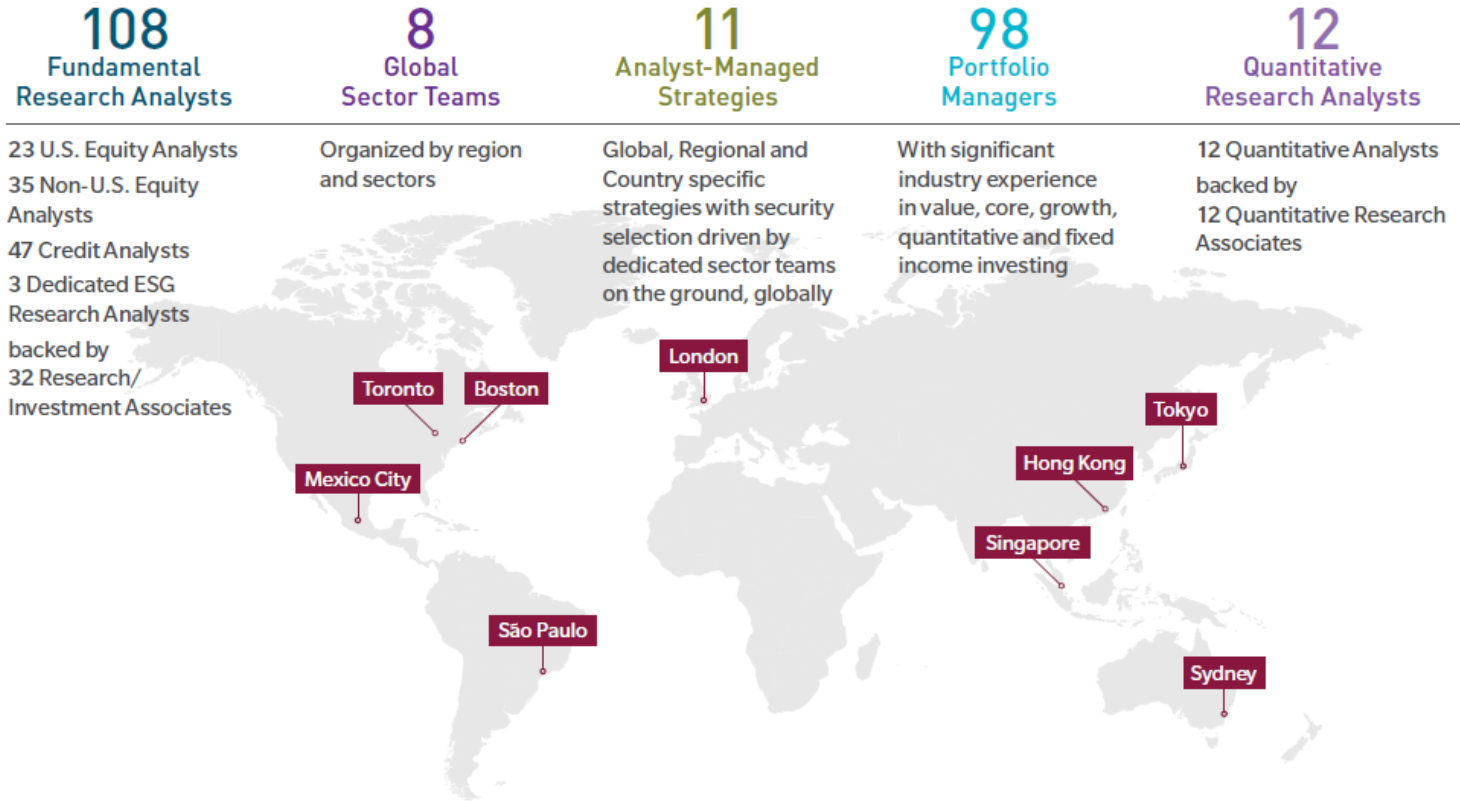 108
Fundamental
Research Analysts
23 U.S. Equity Analysts
35 Non-U.S. Equity
Analysts
47 Credit Analysts
3 Dedicated ESG
Research Analysts
backed by
32 Research/
Investment Associates
8
Global
Sector Teams
Organized by region
and sectors
11
Analyst-Managed
Strategies
Global, Regional and
Country specific
strategies with security
selection driven by
dedicated sector teams
on the ground, globally
98
Portfolio
Managers
With significant
industry experience
in value, core, growth,
quantitative and fixed
income investing
12
Quantitative
Research Analysts
12 Quantitative Analysts
backed by
12 Quantitative Research
Associates
London
Toronto
Boston
Tokyo
Hong Kong
Mexico City
Singapore
São Paulo
Sydney